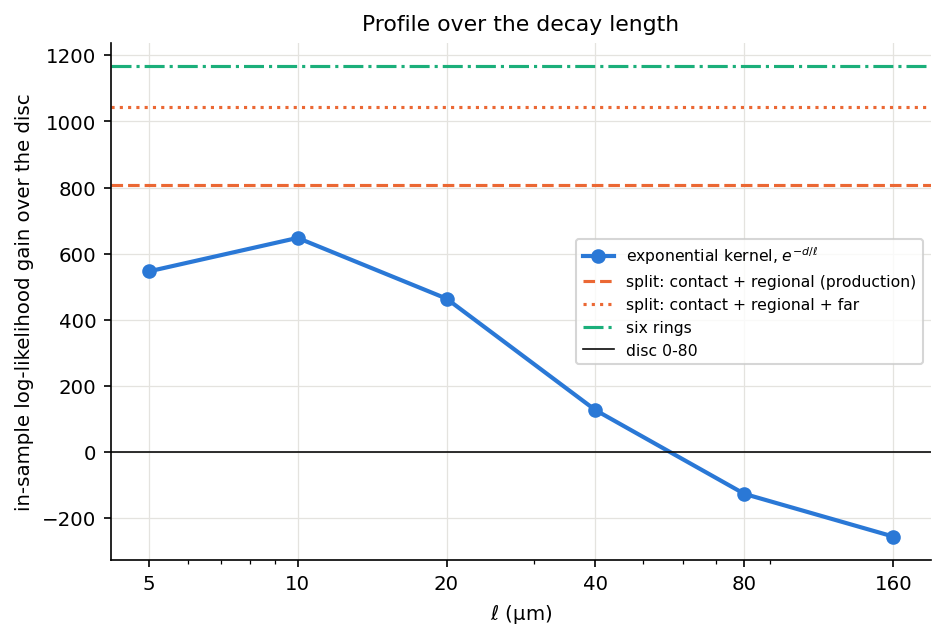 Profile over the decay length
in-sample log-likelihood gain over the disc
1200
1000
800
600
400
200
0
−200
exponential kernel, e^{−d/ℓ}
split: contact + regional (production)
split: contact + regional + far
six rings
disc 0-80
5 10 20 40 80 160
ℓ (μm)